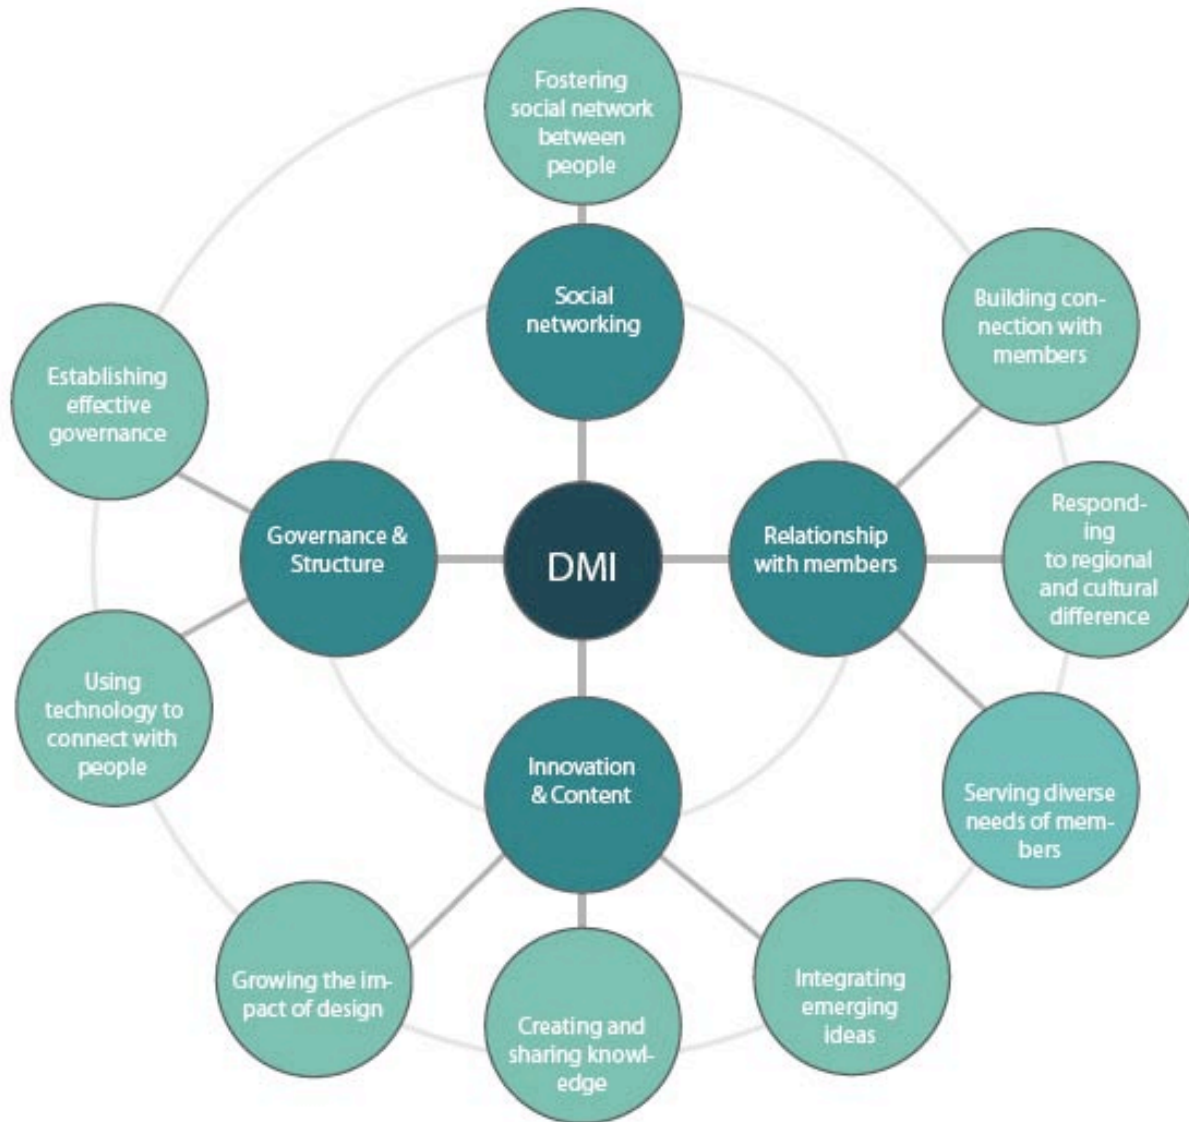 Fostering
social network
between
people
Social
networking
Building con-
nection with
members
Establishing
effective
governance
Governance &
Structure
DMI
Relationship
with members
Respond-
ing
to regional
and cultural
difference
Using
technology to
connect with
people
Innovation
& Content
Serving diverse
needs of mem-
bers
Growing the im-
pact of design
Creating and
sharing knowl-
edge
Integrating
emerging
ideas